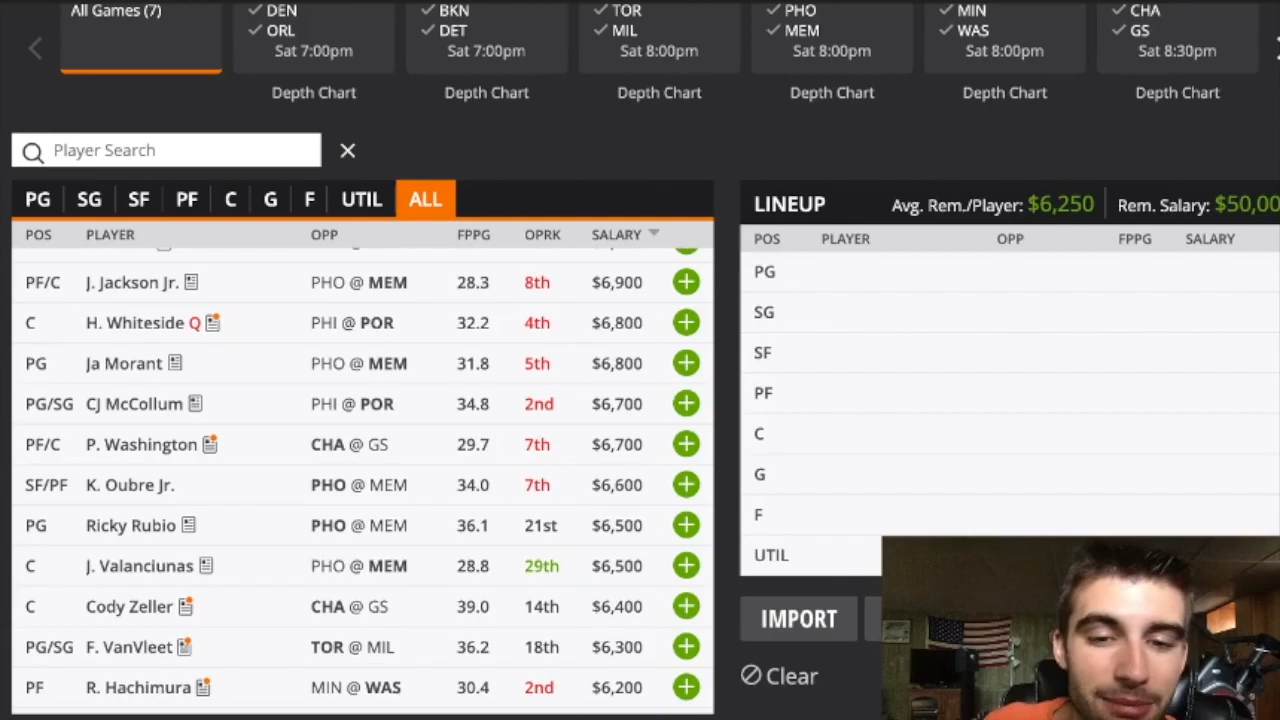 All Games (7)
DEN
ORL
Sat 7:00pm
Depth Chart
BKN
DET
Sat 7:00pm
Depth Chart
TOR
MIL
Sat 8:00pm
Depth Chart
PHO
MEM
Sat 8:00pm
Depth Chart
MIN
WAS
Sat 8:00pm
Depth Chart
CHA
GS
Sat 8:30pm
Depth Chart
Player Search
PG SG SF PF C G F UTIL ALL
POS PLAYER OPP FPPG OPRK SALARY
PF/C J. Jackson Jr. PHO @ MEM 28.3 8th $6,900
C H. Whiteside Q PHI @ POR 32.2 4th $6,800
PG Ja Morant PHO @ MEM 31.8 5th $6,800
PG/SG CJ McCollum PHI @ POR 34.8 2nd $6,700
PF/C P. Washington CHA @ GS 29.7 7th $6,700
SF/PF K. Oubre Jr. PHO @ MEM 34.0 7th $6,600
PG Ricky Rubio PHO @ MEM 36.1 21st $6,500
C J. Valanciunas PHO @ MEM 28.8 29th $6,500
C Cody Zeller CHA @ GS 39.0 14th $6,400
PG/SG F. VanVleet TOR @ MIL 36.2 18th $6,300
PF R. Hachimura MIN @ WAS 30.4 2nd $6,200
LINEUP Avg. Rem./Player: $6,250 Rem. Salary: $50,00
POS PLAYER OPP FPPG SALARY
PG
SG
SF
PF
C
G
F
UTIL
IMPORT
Clear